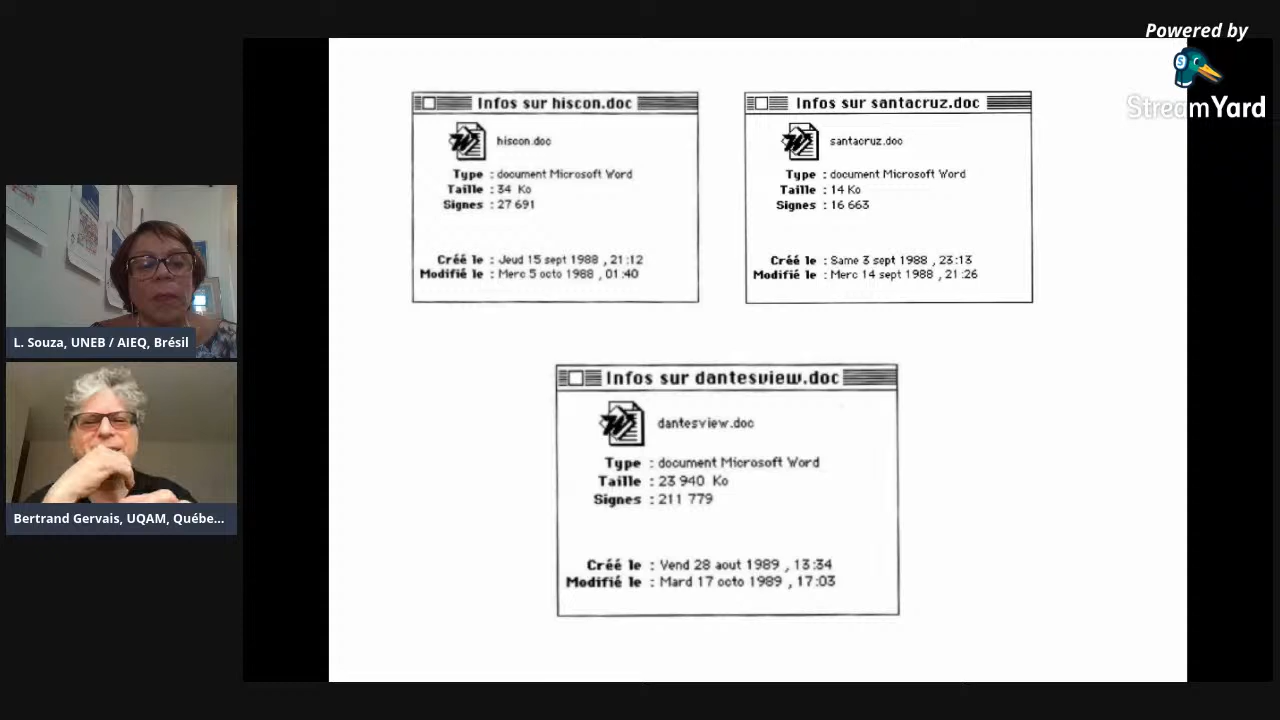 Powered by
StreamYard
Infos sur hiscon.doc
hiscon.doc
Type : document Microsoft Word
Taille : 34 Ko
Signes : 27 691
Créé le : Jeud 15 sept 1988 , 21:12
Modifié le : Merc 5 octo 1988 , 01:40
Infos sur santacruz.doc
santacruz.doc
Type : document Microsoft Word
Taille : 14 Ko
Signes : 16 663
Créé le : Same 3 sept 1988 , 23:13
Modifié le : Merc 14 sept 1988 , 21:26
L. Souza, UNEB / AIEQ, Brésil
Infos sur dantesview.doc
dantesview.doc
Type : document Microsoft Word
Taille : 23 940 Ko
Signes : 211 779
Créé le : Vend 28 aout 1989 , 13:34
Modifié le : Mard 17 octo 1989 , 17:03
Bertrand Gervais, UQAM, Québe...